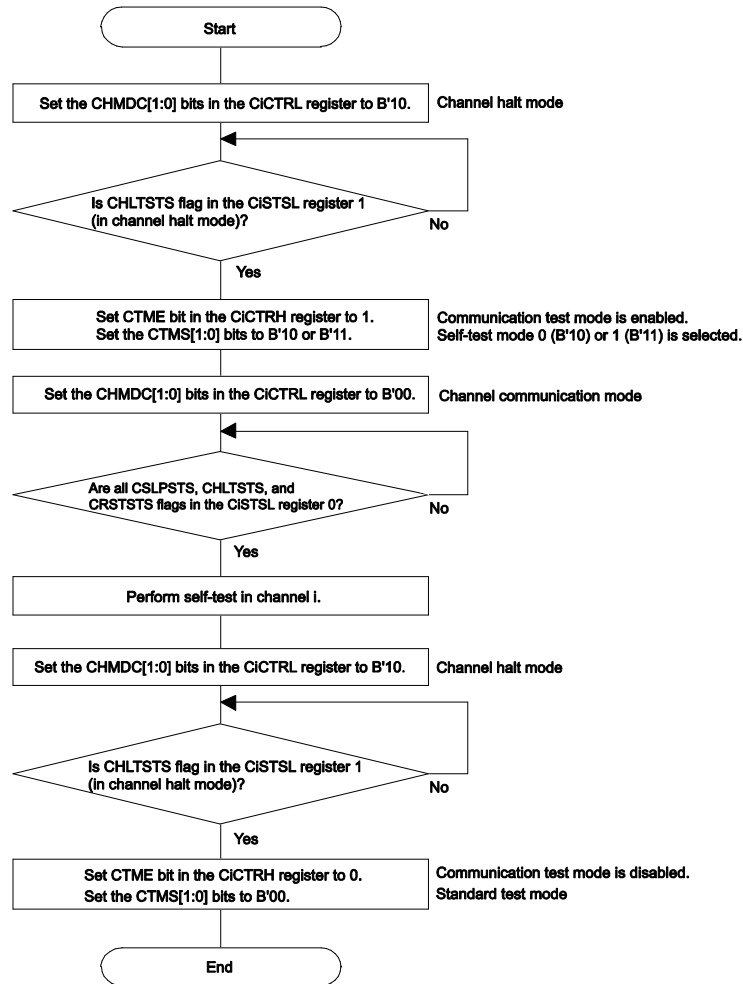 Start
Set the CHMDC[1:0] bits in the CiCTRL register to B'10.
Channel halt mode
Is CHLTSTS flag in the CiSTSL register 1
(in channel halt mode)?
No
Yes
Set CTME bit in the CiCTRH register to 1.
Set the CTMS[1:0] bits to B'10 or B'11.
Communication test mode is enabled.
Self-test mode 0 (B'10) or 1 (B'11) is selected.
Set the CHMDC[1:0] bits in the CiCTRL register to B'00.
Channel communication mode
Are all CSLPSTS, CHLTSTS, and
CRSTSTS flags in the CiSTSL register 0?
No
Yes
Perform self-test in channel i.
Set the CHMDC[1:0] bits in the CiCTRL register to B'10.
Channel halt mode
Is CHLTSTS flag in the CiSTSL register 1
(in channel halt mode)?
No
Yes
Set CTME bit in the CiCTRH register to 0.
Set the CTMS[1:0] bits to B'00.
Communication test mode is disabled.
Standard test mode
End